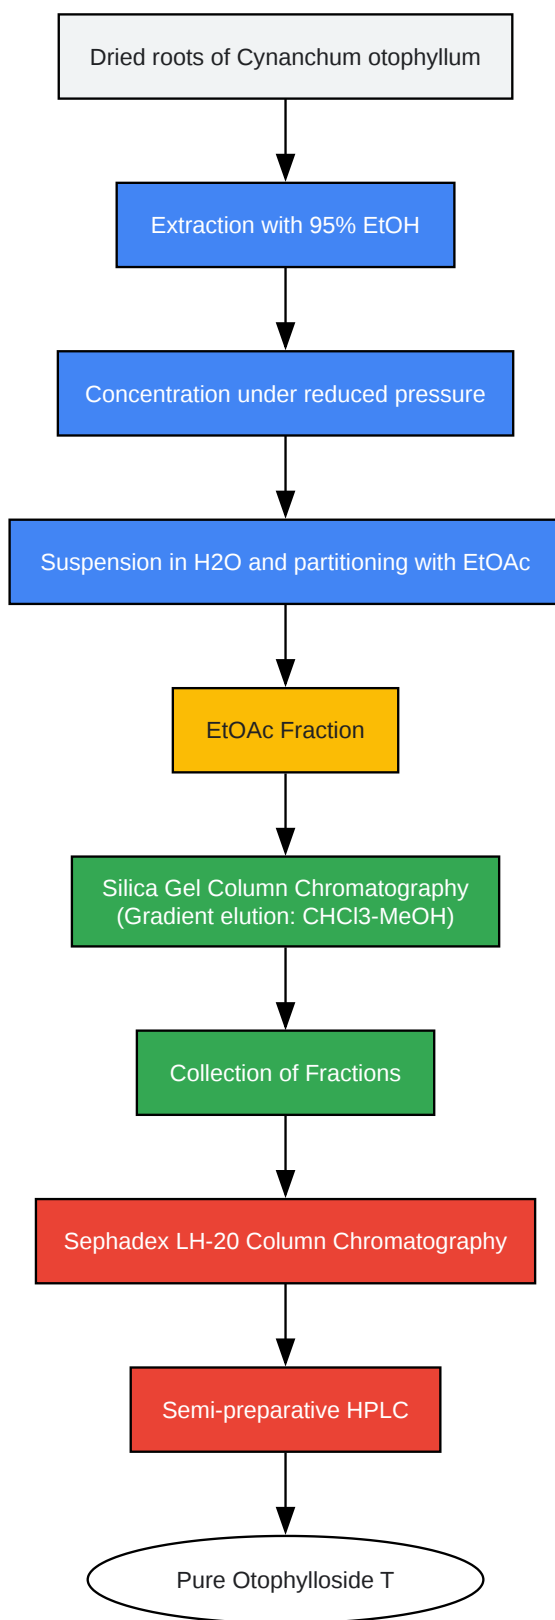 Dried roots of Cynanchum otophyllum
Extraction with 95% EtOH
Concentration under reduced pressure
Suspension in H2O and partitioning with EtOAc
EtOAc Fraction
Silica Gel Column Chromatography
(Gradient elution: CHCl3-MeOH)
Collection of Fractions
Sephadex LH-20 Column Chromatography
Semi-preparative HPLC
Pure Otophylloside T